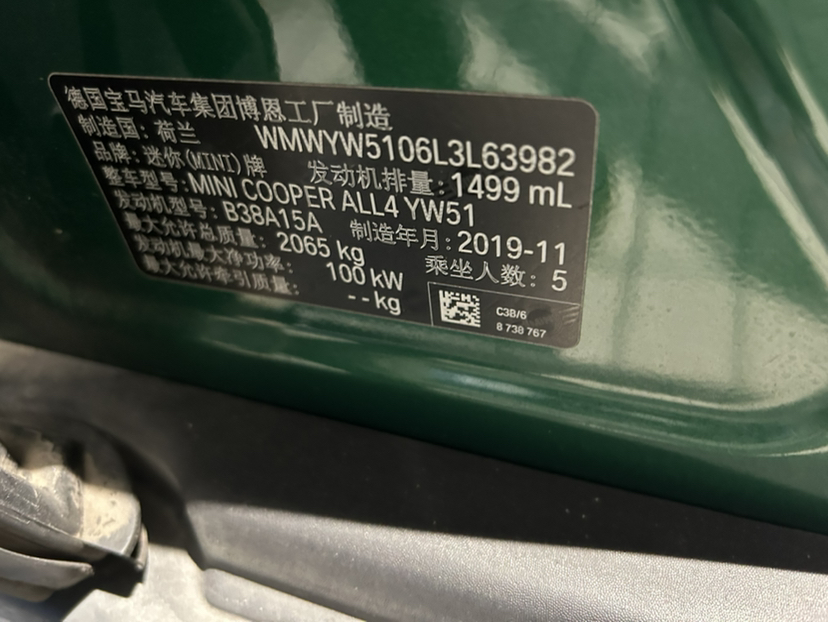 德国宝马汽车集团博恩工厂制造
制造国: 荷兰 WMWYW5106L3L63982
品牌: 迷你(MINI)牌 发动机排量: 1499 mL
整车型号: MINI COOPER ALL4 YW51
发动机型号: B38A15A 制造年月: 2019-11
最大允许总质量: 2065 kg 乘坐人数: 5
发动机最大净功率: 100 kW
最大允许牵引质量: --kg
C3B/6
8 738 767